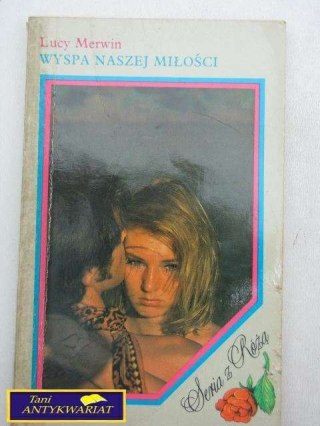 Lucy Merwin
WYSPA NASZEJ MIŁOŚCI
Seria z Różą
Tani
ANTYKWARIAT